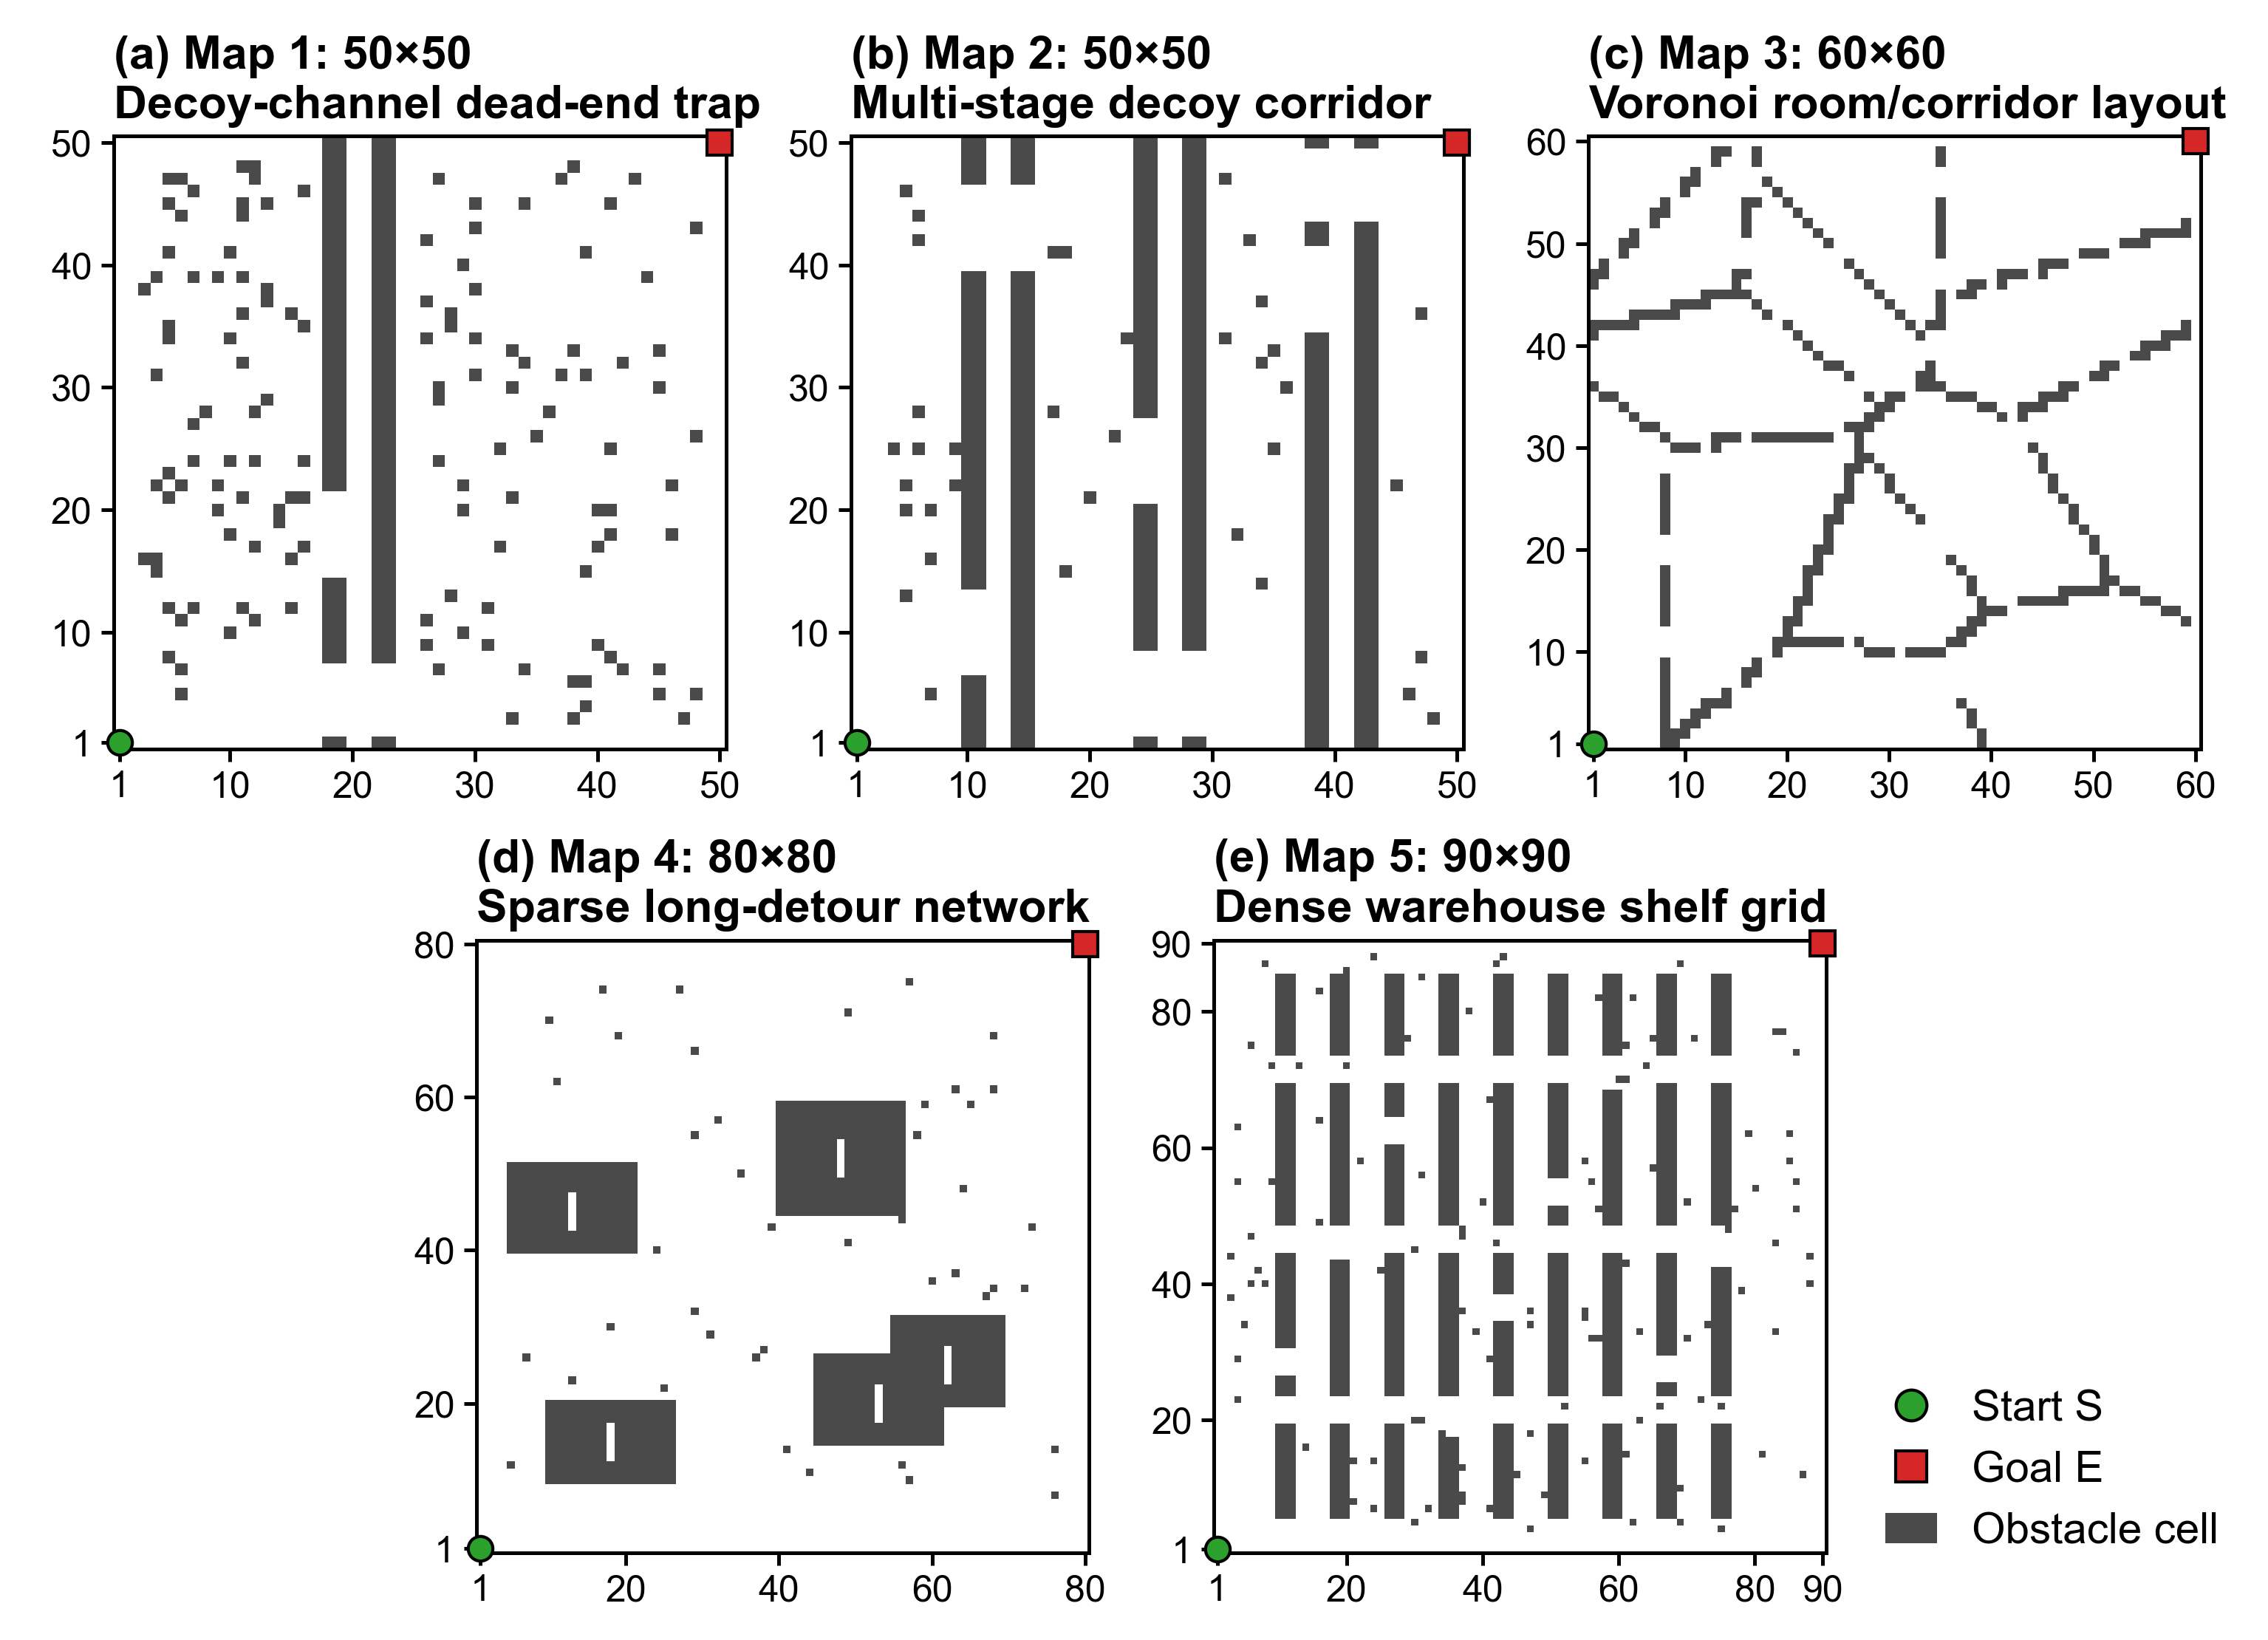 (a) Map 1: 50×50
Decoy-channel dead-end trap
50
40
30
20
10
1
1 10 20 30 40 50
(b) Map 2: 50×50
Multi-stage decoy corridor
50
40
30
20
10
1
1 10 20 30 40 50
(c) Map 3: 60×60
Voronoi room/corridor layout
60
50
40
30
20
10
1
1 10 20 30 40 50 60
(d) Map 4: 80×80
Sparse long-detour network
80
60
40
20
1
1 20 40 60 80
(e) Map 5: 90×90
Dense warehouse shelf grid
90
80
60
40
20
1
1 20 40 60 80 90
Start S
Goal E
Obstacle cell